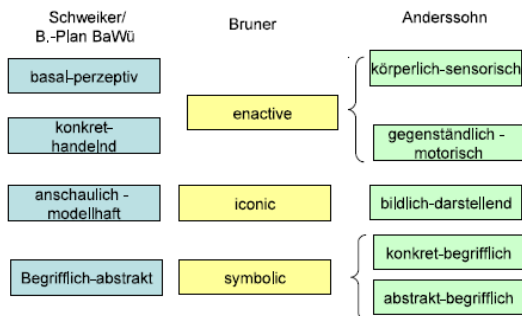 Schweiker/
B,-Plan BaWü
Bruner
Anderssohn
basal-perzeptiv
konkret-
handelnd
anschaulich -
modellhaft
Begrifflich-abstrakt
enactive
iconic
symbolic
körperlich-sensorisch
gegenständlich -
motorisch
bildlich-darstellend
konkret-begrifflich
abstrakt-begrifflich